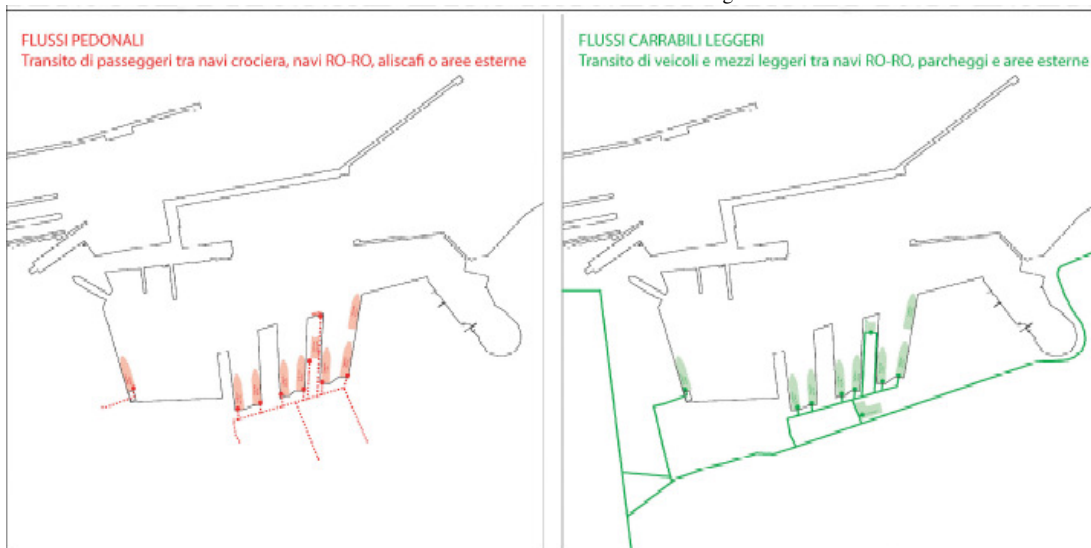 FLUSSI PEDONALI
Transito di passeggeri tra navi crociera, navi RO-RO, aliscafi o aree esterne
FLUSSI CARRABILI LEGGERI
Transito di veicoli e mezzi leggeri tra navi RO-RO, parcheggi e aree esterne